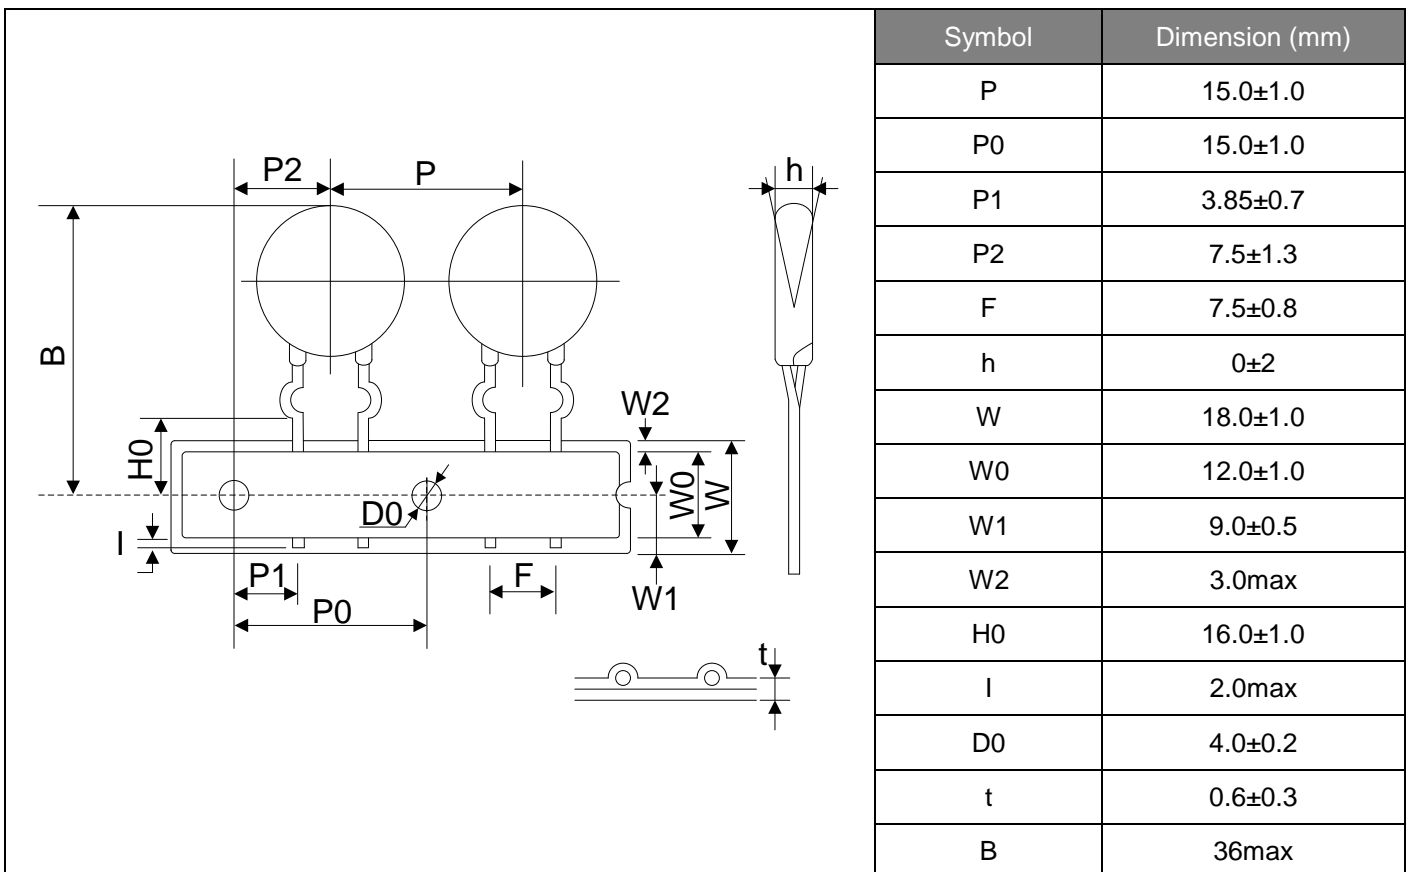 P2
P
h
B
W2
H0
W0
W
D0
l
P1
F
W1
P0
t
Symbol Dimension (mm)
P 15.0±1.0
P0 15.0±1.0
P1 3.85±0.7
P2 7.5±1.3
F 7.5±0.8
h 0±2
W 18.0±1.0
W0 12.0±1.0
W1 9.0±0.5
W2 3.0max
H0 16.0±1.0
l 2.0max
D0 4.0±0.2
t 0.6±0.3
B 36max